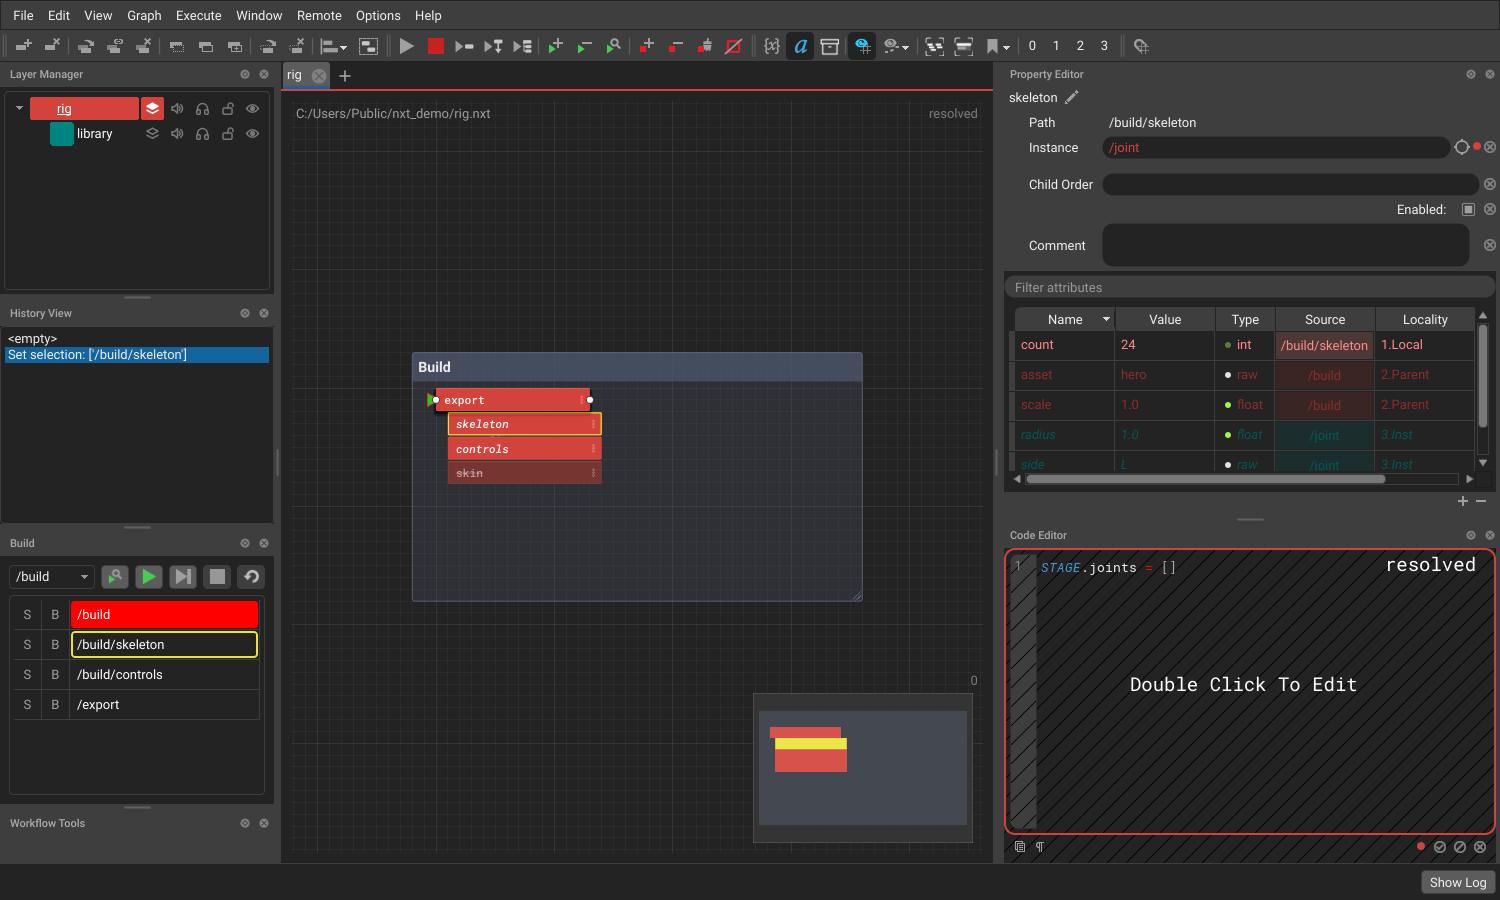 File Edit View Graph Execute Window Remote Options Help
0 1 2 3
Layer Manager
rig
library
History View
<empty>
Set selection: ['/build/skeleton']
Build
/build
S B /build
S B /build/skeleton
S B /build/controls
S B /export
Workflow Tools
rig
C:/Users/Public/nxt_demo/rig.nxt
resolved
Build
export
skeleton
controls
skin
0
Property Editor
skeleton
Path /build/skeleton
Instance /joint
Child Order
Enabled:
Comment
Filter attributes
Name Value Type Source Locality
count 24 int /build/skeleton 1.Local
asset hero raw /build 2.Parent
scale 1.0 float /build 2.Parent
radius 1.0 float /joint 3.Inst
side L raw /joint 3.Inst
Code Editor
1 STAGE.joints = []
resolved
Double Click To Edit
Show Log